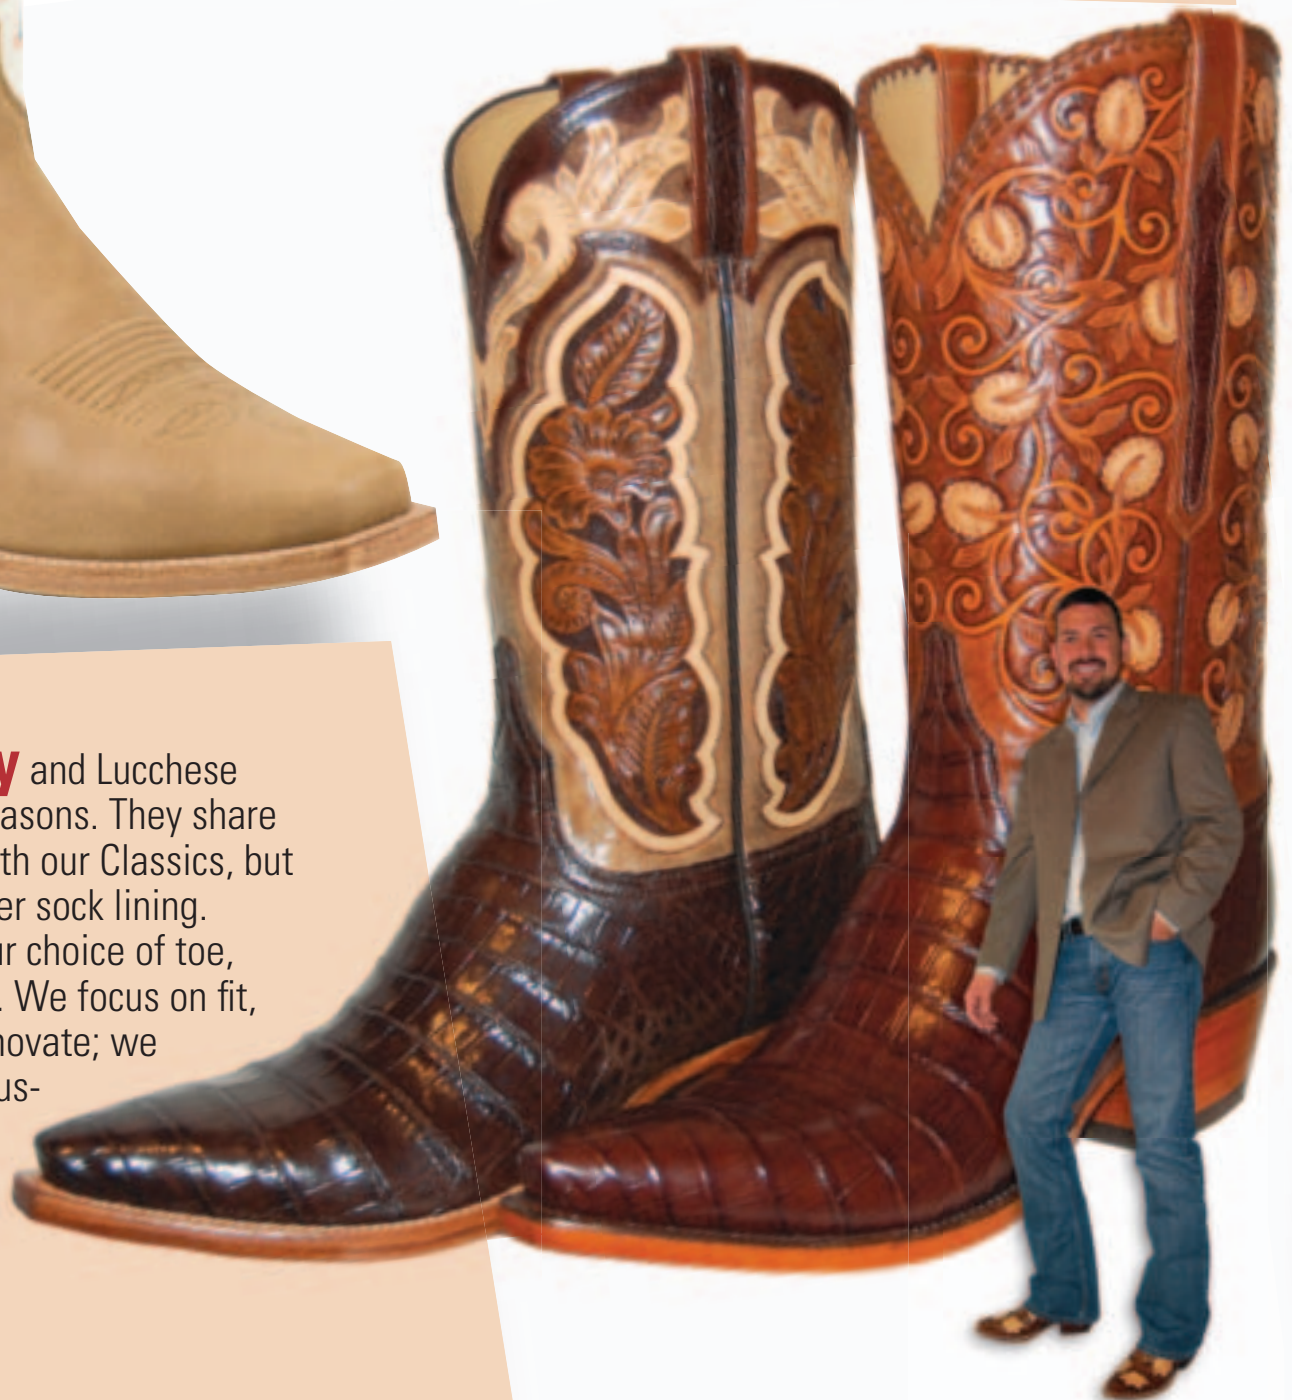 y and Lucchese
asons. They share
th our Classics, but
er sock lining.
ur choice of toe,
. We focus on fit,
novate; we
us-